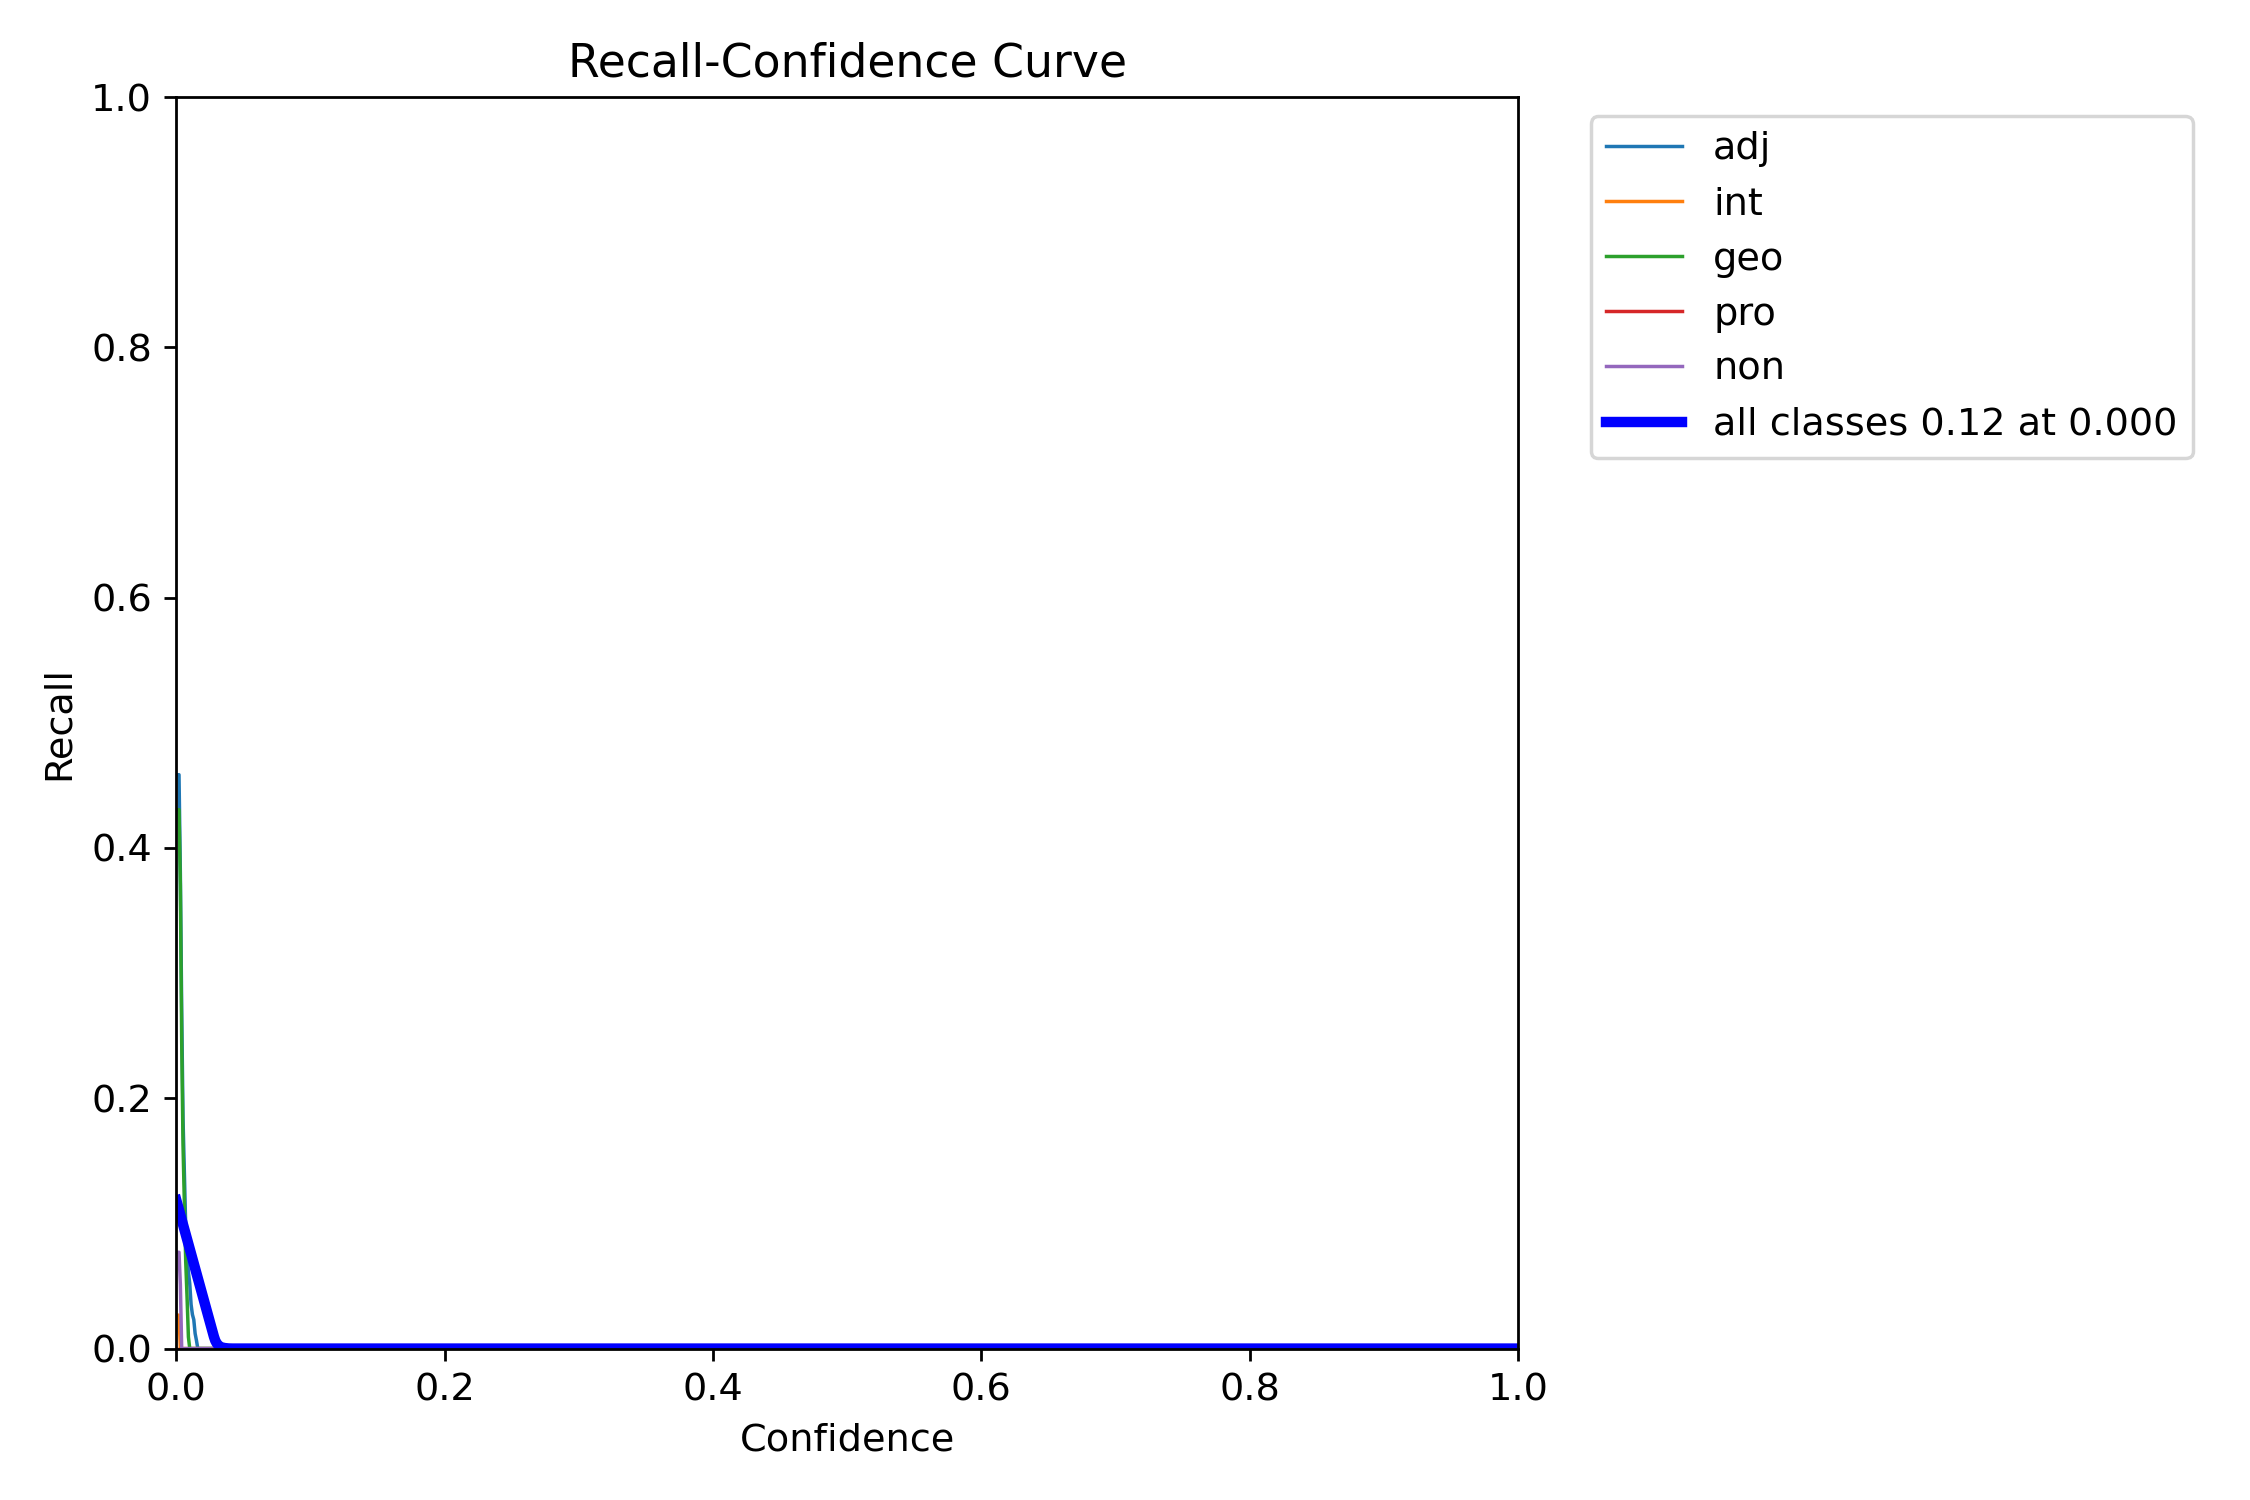 Recall-Confidence Curve
1.0
0.8
0.6
0.4
0.2
0.0
Recall
0.0 0.2 0.4 0.6 0.8 1.0
Confidence
adj
int
geo
pro
non
all classes 0.12 at 0.000